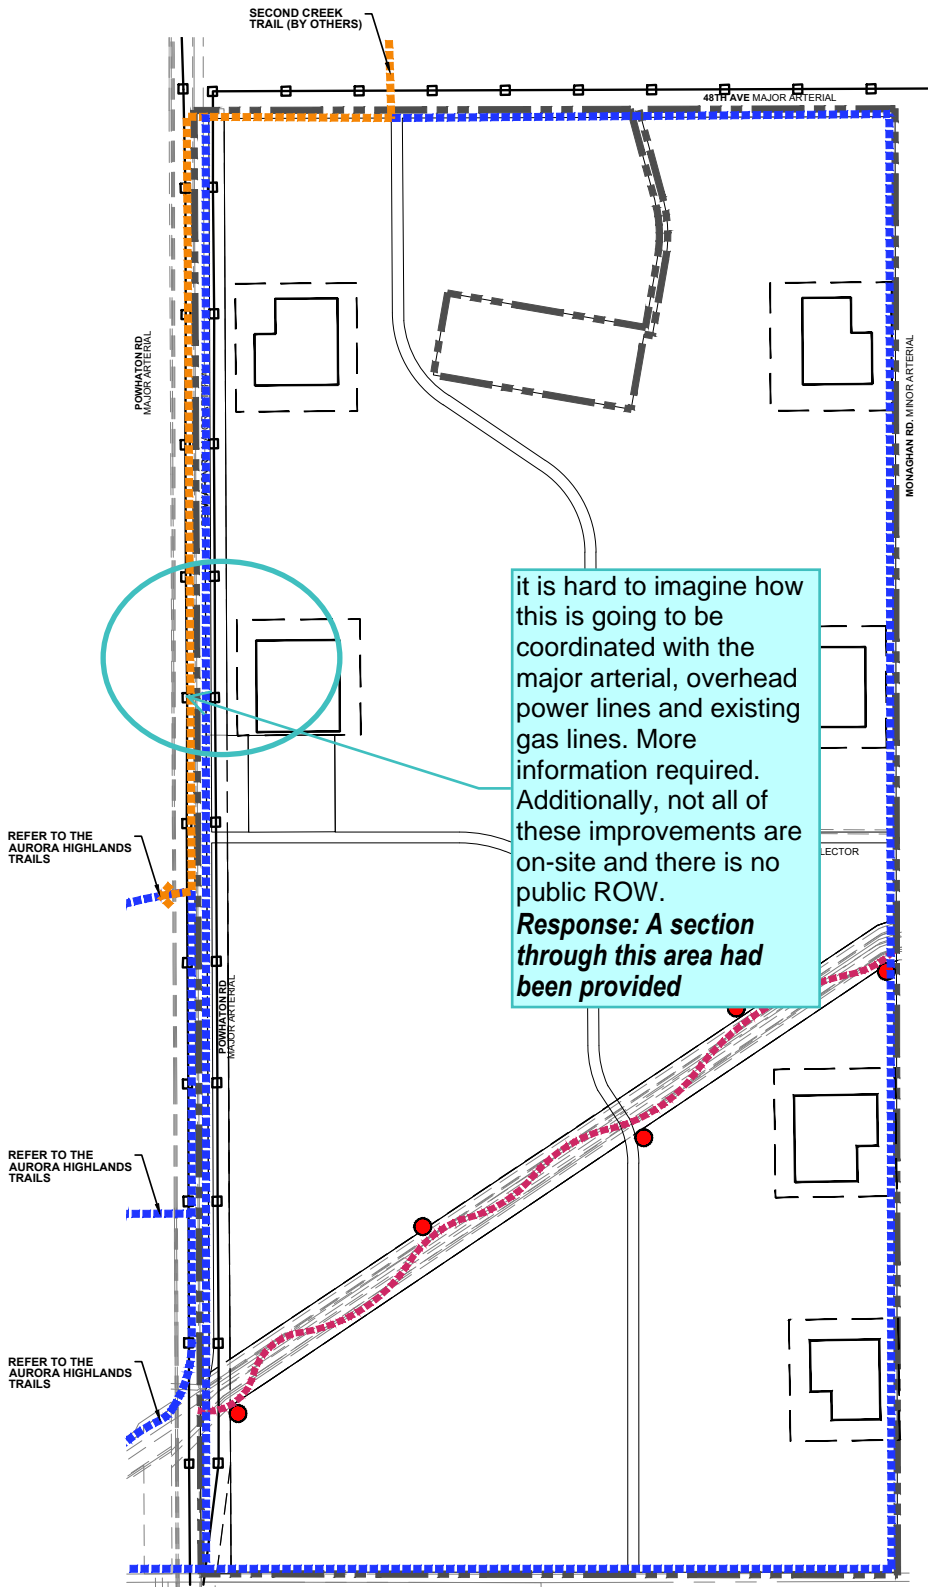 SECOND CREEK
TRAIL (BY OTHERS)
48TH AVE MAJOR ARTERIAL
POWHATON RD
MAJOR ARTERIAL
MONAGHAN RD. MINOR ARTERIAL
it is hard to imagine how
this is going to be
coordinated with the
major arterial, overhead
power lines and existing
gas lines. More
information required.
Additionally, not all of
these improvements are
on-site and there is no
public ROW.
Response: A section
through this area had
been provided
REFER TO THE
AURORA HIGHLANDS
TRAILS
LECTOR
POWHATON RD
MAJOR ARTERIAL
REFER TO THE
AURORA HIGHLANDS
TRAILS
REFER TO THE
AURORA HIGHLANDS
TRAILS